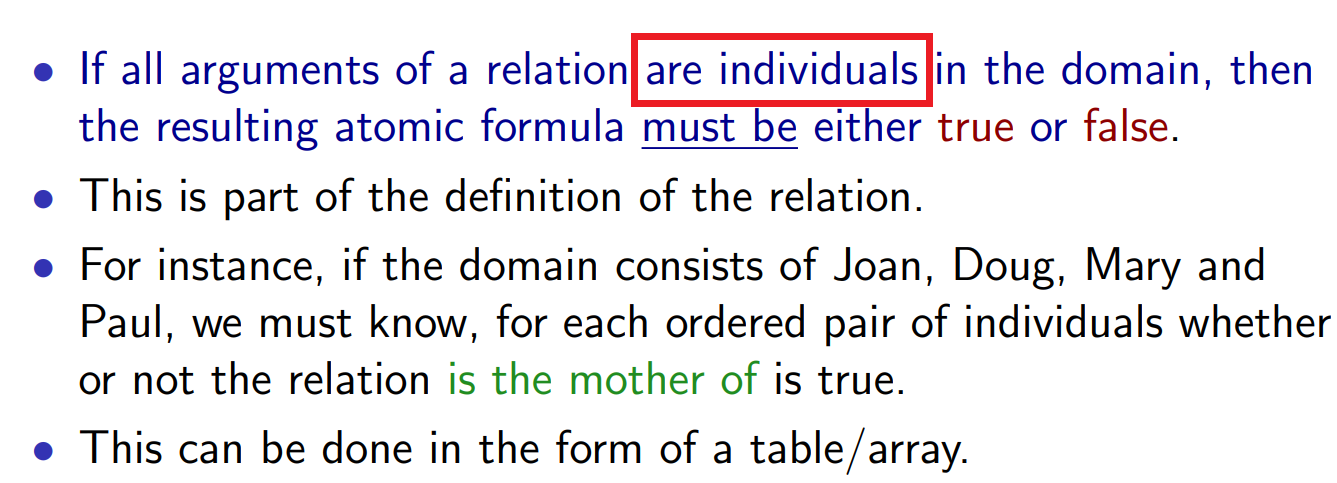 • If all arguments of a relation are individuals in the domain, then
the resulting atomic formula must be either true or false.
• This is part of the definition of the relation.
• For instance, if the domain consists of Joan, Doug, Mary and
Paul, we must know, for each ordered pair of individuals whether
or not the relation is the mother of is true.
• This can be done in the form of a table/array.